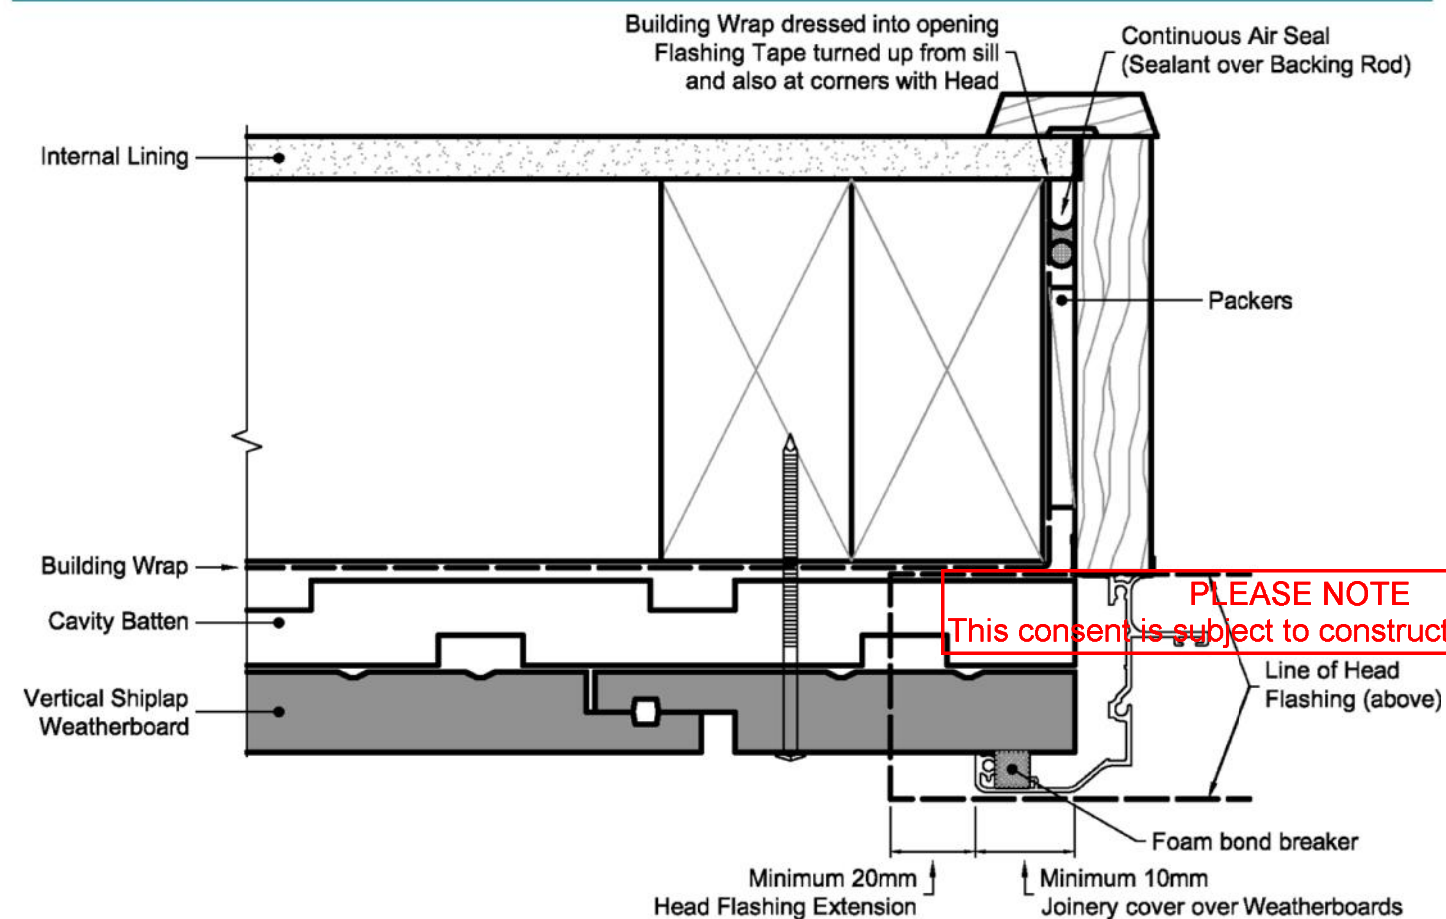 Building Wrap dressed into opening
Flashing Tape turned up from sill
and also at corners with Head
Continuous Air Seal
(Sealant over Backing Rod)
Internal Lining
Packers
Building Wrap
Cavity Batten
PLEASE NOTE
This consent is subject to construct
Vertical Shiplap
Weatherboard
Line of Head
Flashing (above)
Foam bond breaker
Minimum 20mm
Head Flashing Extension
Minimum 10mm
Joinery cover over Weatherboards